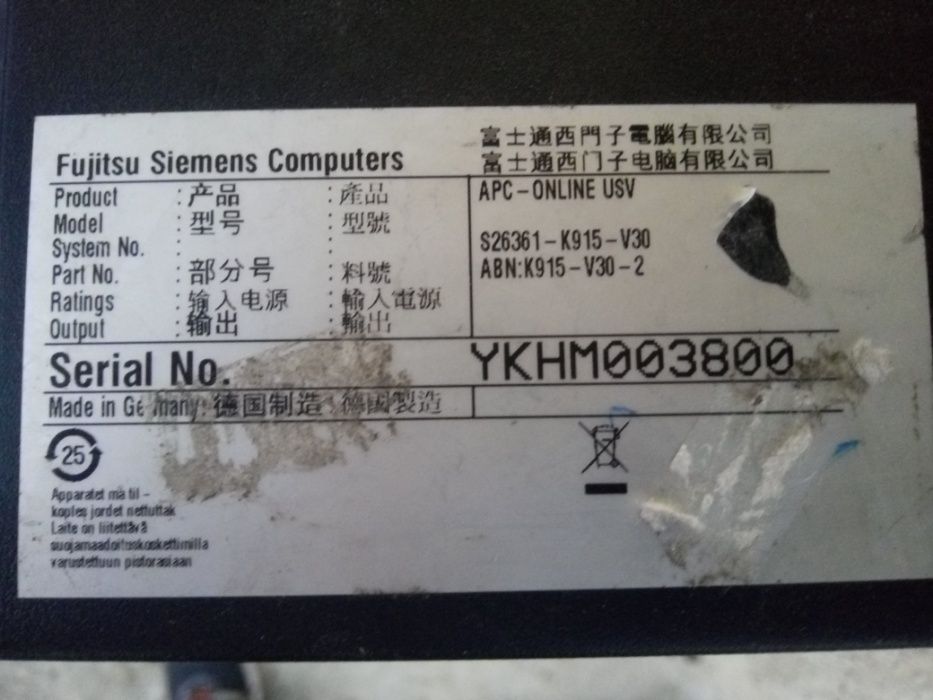 富士通西門子電腦有限公司
Fujitsu Siemens Computers 富士通西门子电脑有限公司
Product : 产品 : 產品 APC-ONLINE USV
Model : 型号 : 型號
System No. : : S26361-K915-V30
Part No. : 部分号 : 料號 ABN:K915-V30-2
Ratings : 输入电源 : 輸入電源
Output : 输出 : 輸出
Serial No. YKHM003800
Made in Germany: 德国制造: 德國製造
25
Apparatet må til-
koples jordet nettuttak
Laite on liitettävä
suojamaadoituskoskettimilla
varustettuun pistorasiaan